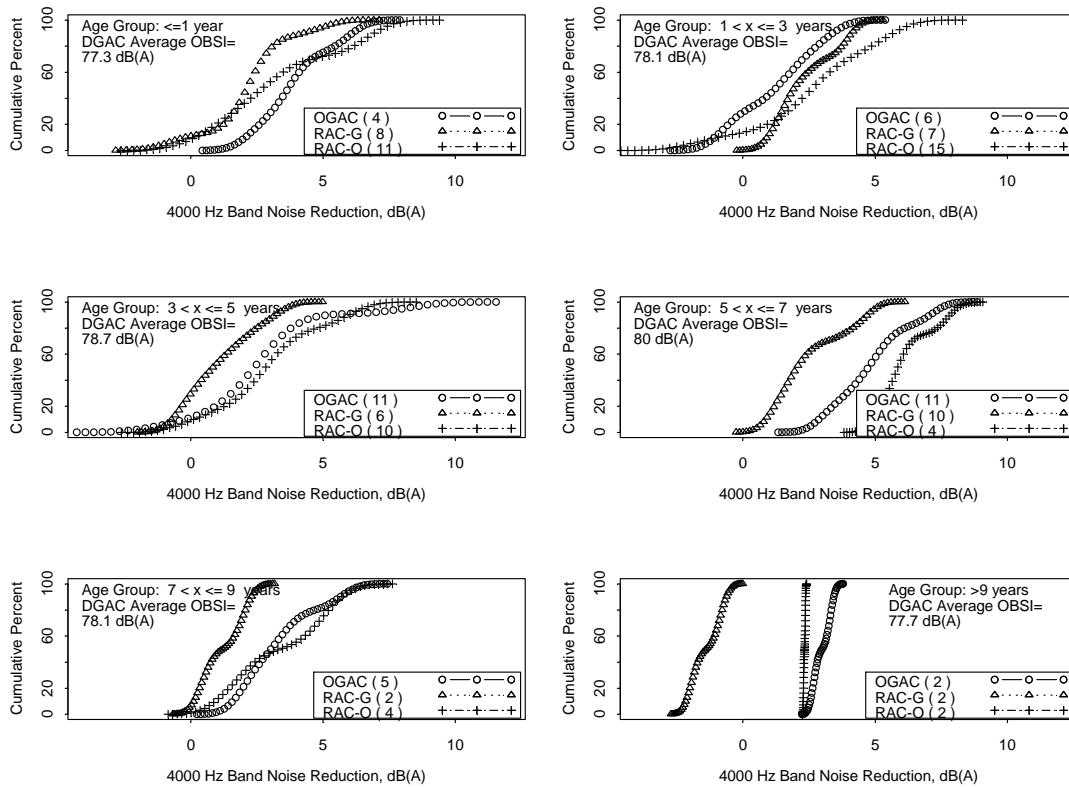 Cumulative Percent
0 20 60 100
Age Group: <=1 year
DGAC Average OBSI=
77.3 dB(A)
OGAC ( 4 )
RAC-G ( 8 )
RAC-O ( 11 )
0 5 10
4000 Hz Band Noise Reduction, dB(A)
Cumulative Percent
0 20 60 100
Age Group: 1 < x <= 3 years
DGAC Average OBSI=
78.1 dB(A)
OGAC ( 6 )
RAC-G ( 7 )
RAC-O ( 15 )
0 5 10
4000 Hz Band Noise Reduction, dB(A)
Cumulative Percent
0 20 60 100
Age Group: 3 < x <= 5 years
DGAC Average OBSI=
78.7 dB(A)
OGAC ( 11 )
RAC-G ( 6 )
RAC-O ( 10 )
0 5 10
4000 Hz Band Noise Reduction, dB(A)
Cumulative Percent
0 20 60 100
Age Group: 5 < x <= 7 years
DGAC Average OBSI=
80 dB(A)
OGAC ( 11 )
RAC-G ( 10 )
RAC-O ( 4 )
0 5 10
4000 Hz Band Noise Reduction, dB(A)
Cumulative Percent
0 20 60 100
Age Group: 7 < x <= 9 years
DGAC Average OBSI=
78.1 dB(A)
OGAC ( 5 )
RAC-G ( 2 )
RAC-O ( 4 )
0 5 10
4000 Hz Band Noise Reduction, dB(A)
Cumulative Percent
0 20 60 100
Age Group: >9 years
DGAC Average OBSI=
77.7 dB(A)
OGAC ( 2 )
RAC-G ( 2 )
RAC-O ( 2 )
0 5 10
4000 Hz Band Noise Reduction, dB(A)